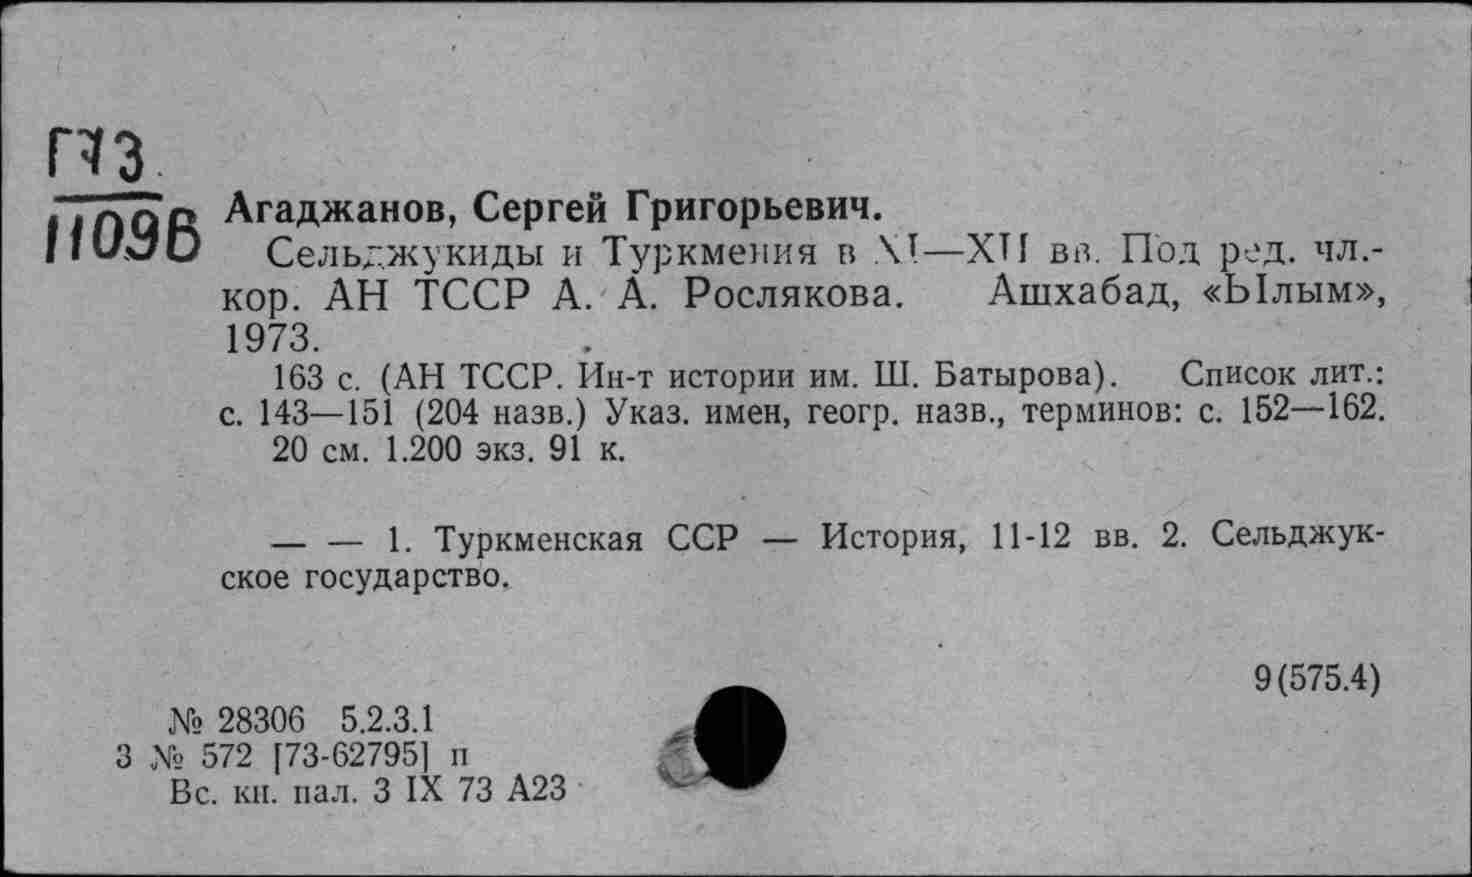 Г73
11096
Агаджанов, Сергей Григорьевич.
Сельджукиды и Туркмения в XI—XII вв. Под ред. чл.-
кор. АН ТССР А. А. Рослякова. Ашхабад, «Ылым»,
1973.
163 с. (АН ТССР. Ин-т истории им. Ш. Батырова). Список лит.:
с. 143—151 (204 назв.) Указ. имен, геогр. назв., терминов: с. 152—162.
20 см. 1.200 экз. 91 к.
— — 1. Туркменская ССР — История, 11-12 вв. 2. Сельджук-
ское государство.
9(575.4)
№ 28306 5.2.3.1
3 № 572 [73-62795] п
Вс. кн. пал. 3 IX 73 А23